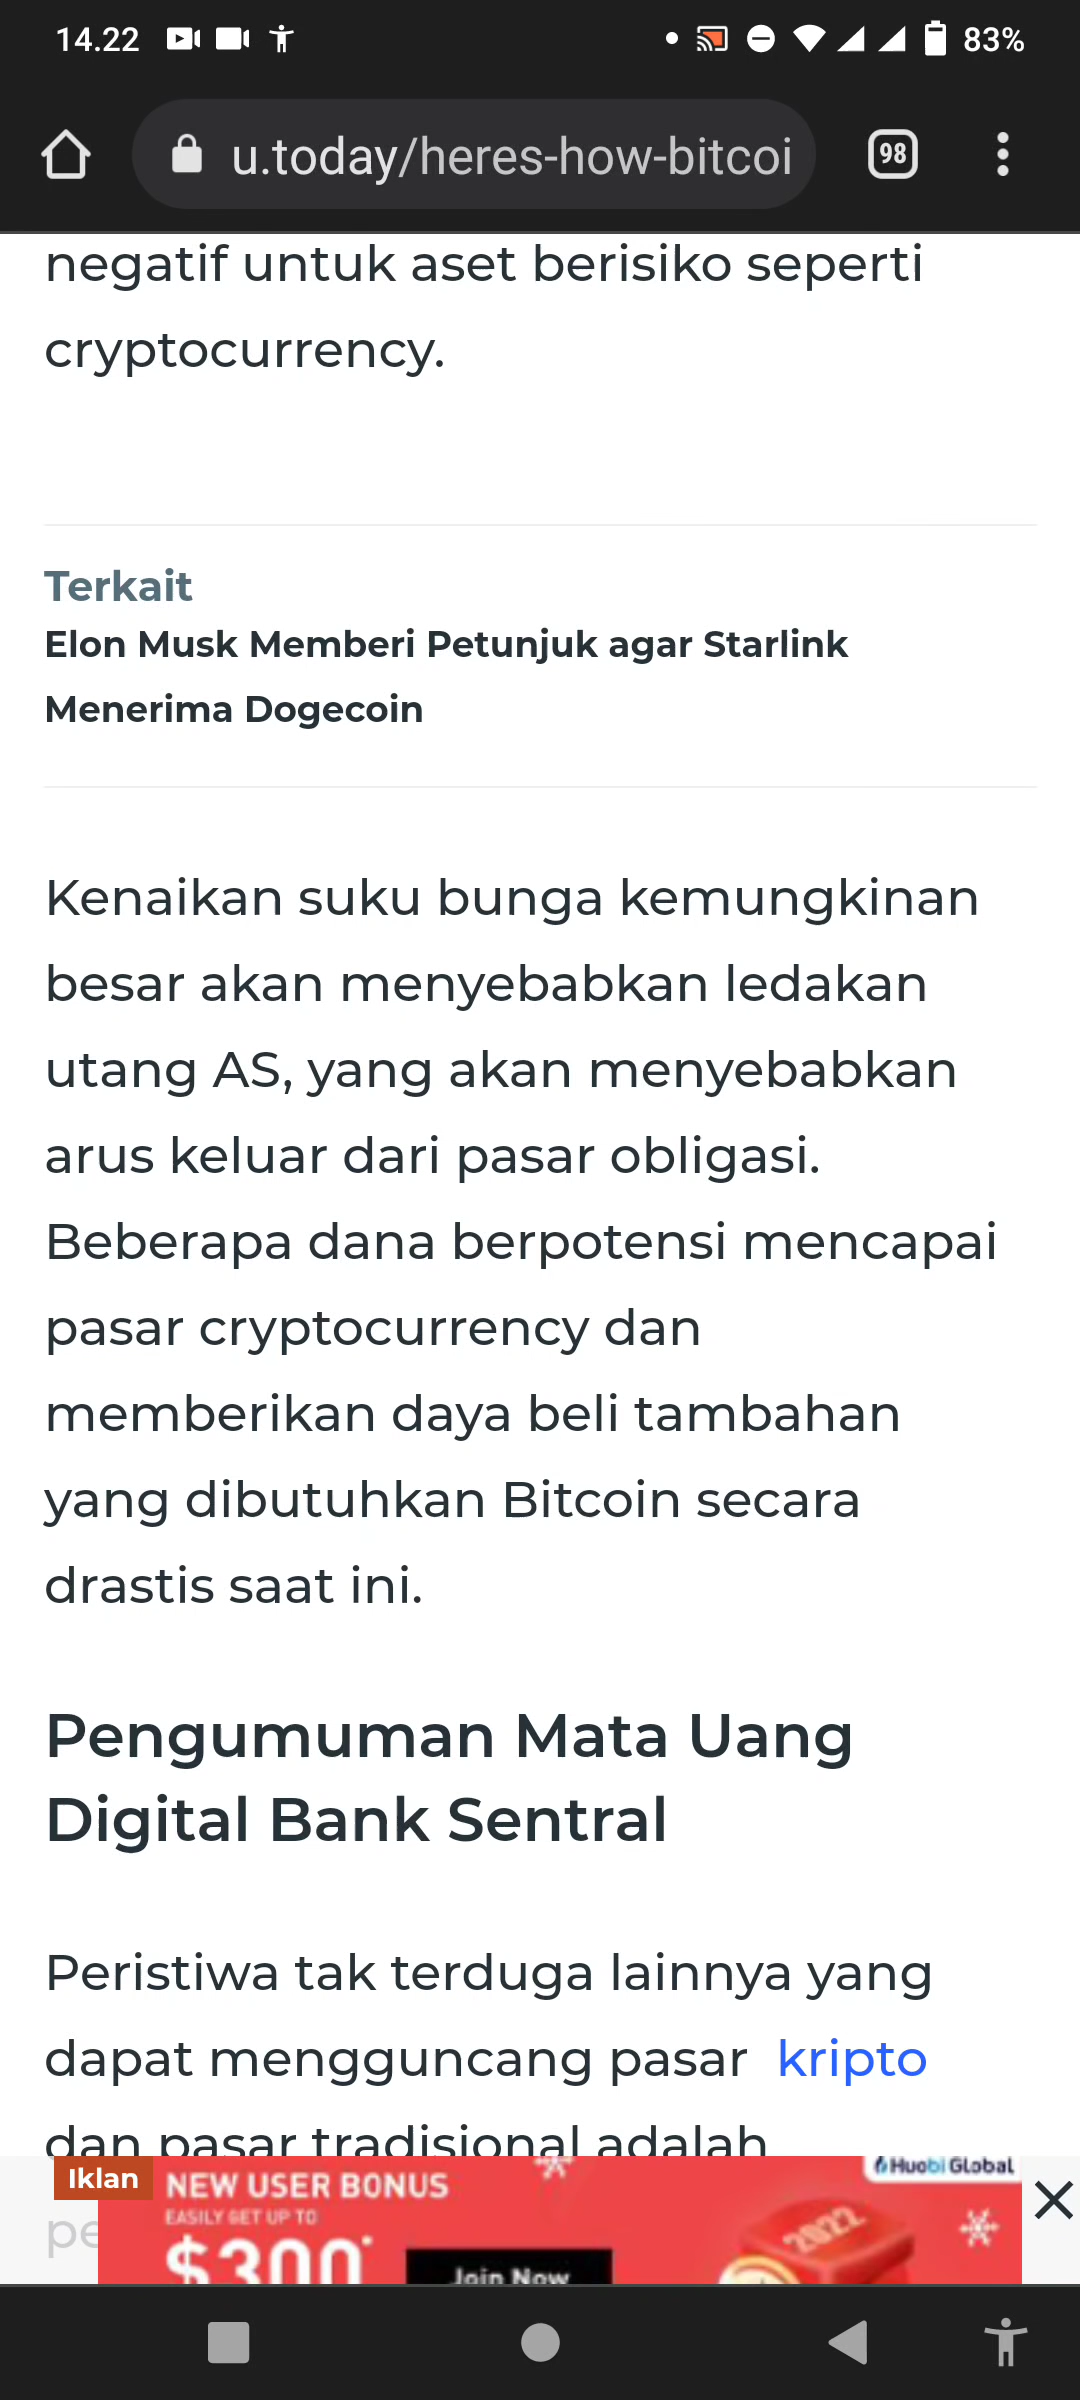 14.22
83%
u.today/heres-how-bitcoi
98
negatif untuk aset berisiko seperti
cryptocurrency.
Terkait
Elon Musk Memberi Petunjuk agar Starlink
Menerima Dogecoin
Kenaikan suku bunga kemungkinan
besar akan menyebabkan ledakan
utang AS, yang akan menyebabkan
arus keluar dari pasar obligasi.
Beberapa dana berpotensi mencapai
pasar cryptocurrency dan
memberikan daya beli tambahan
yang dibutuhkan Bitcoin secara
drastis saat ini.
Pengumuman Mata Uang
Digital Bank Sentral
Peristiwa tak terduga lainnya yang
dapat mengguncang pasar kripto
dan pasar tradisional adalah
pe
Iklan
NEW USER BONUS
EASILY GET UP TO
$300*
Join Now
2022
Huobi Global